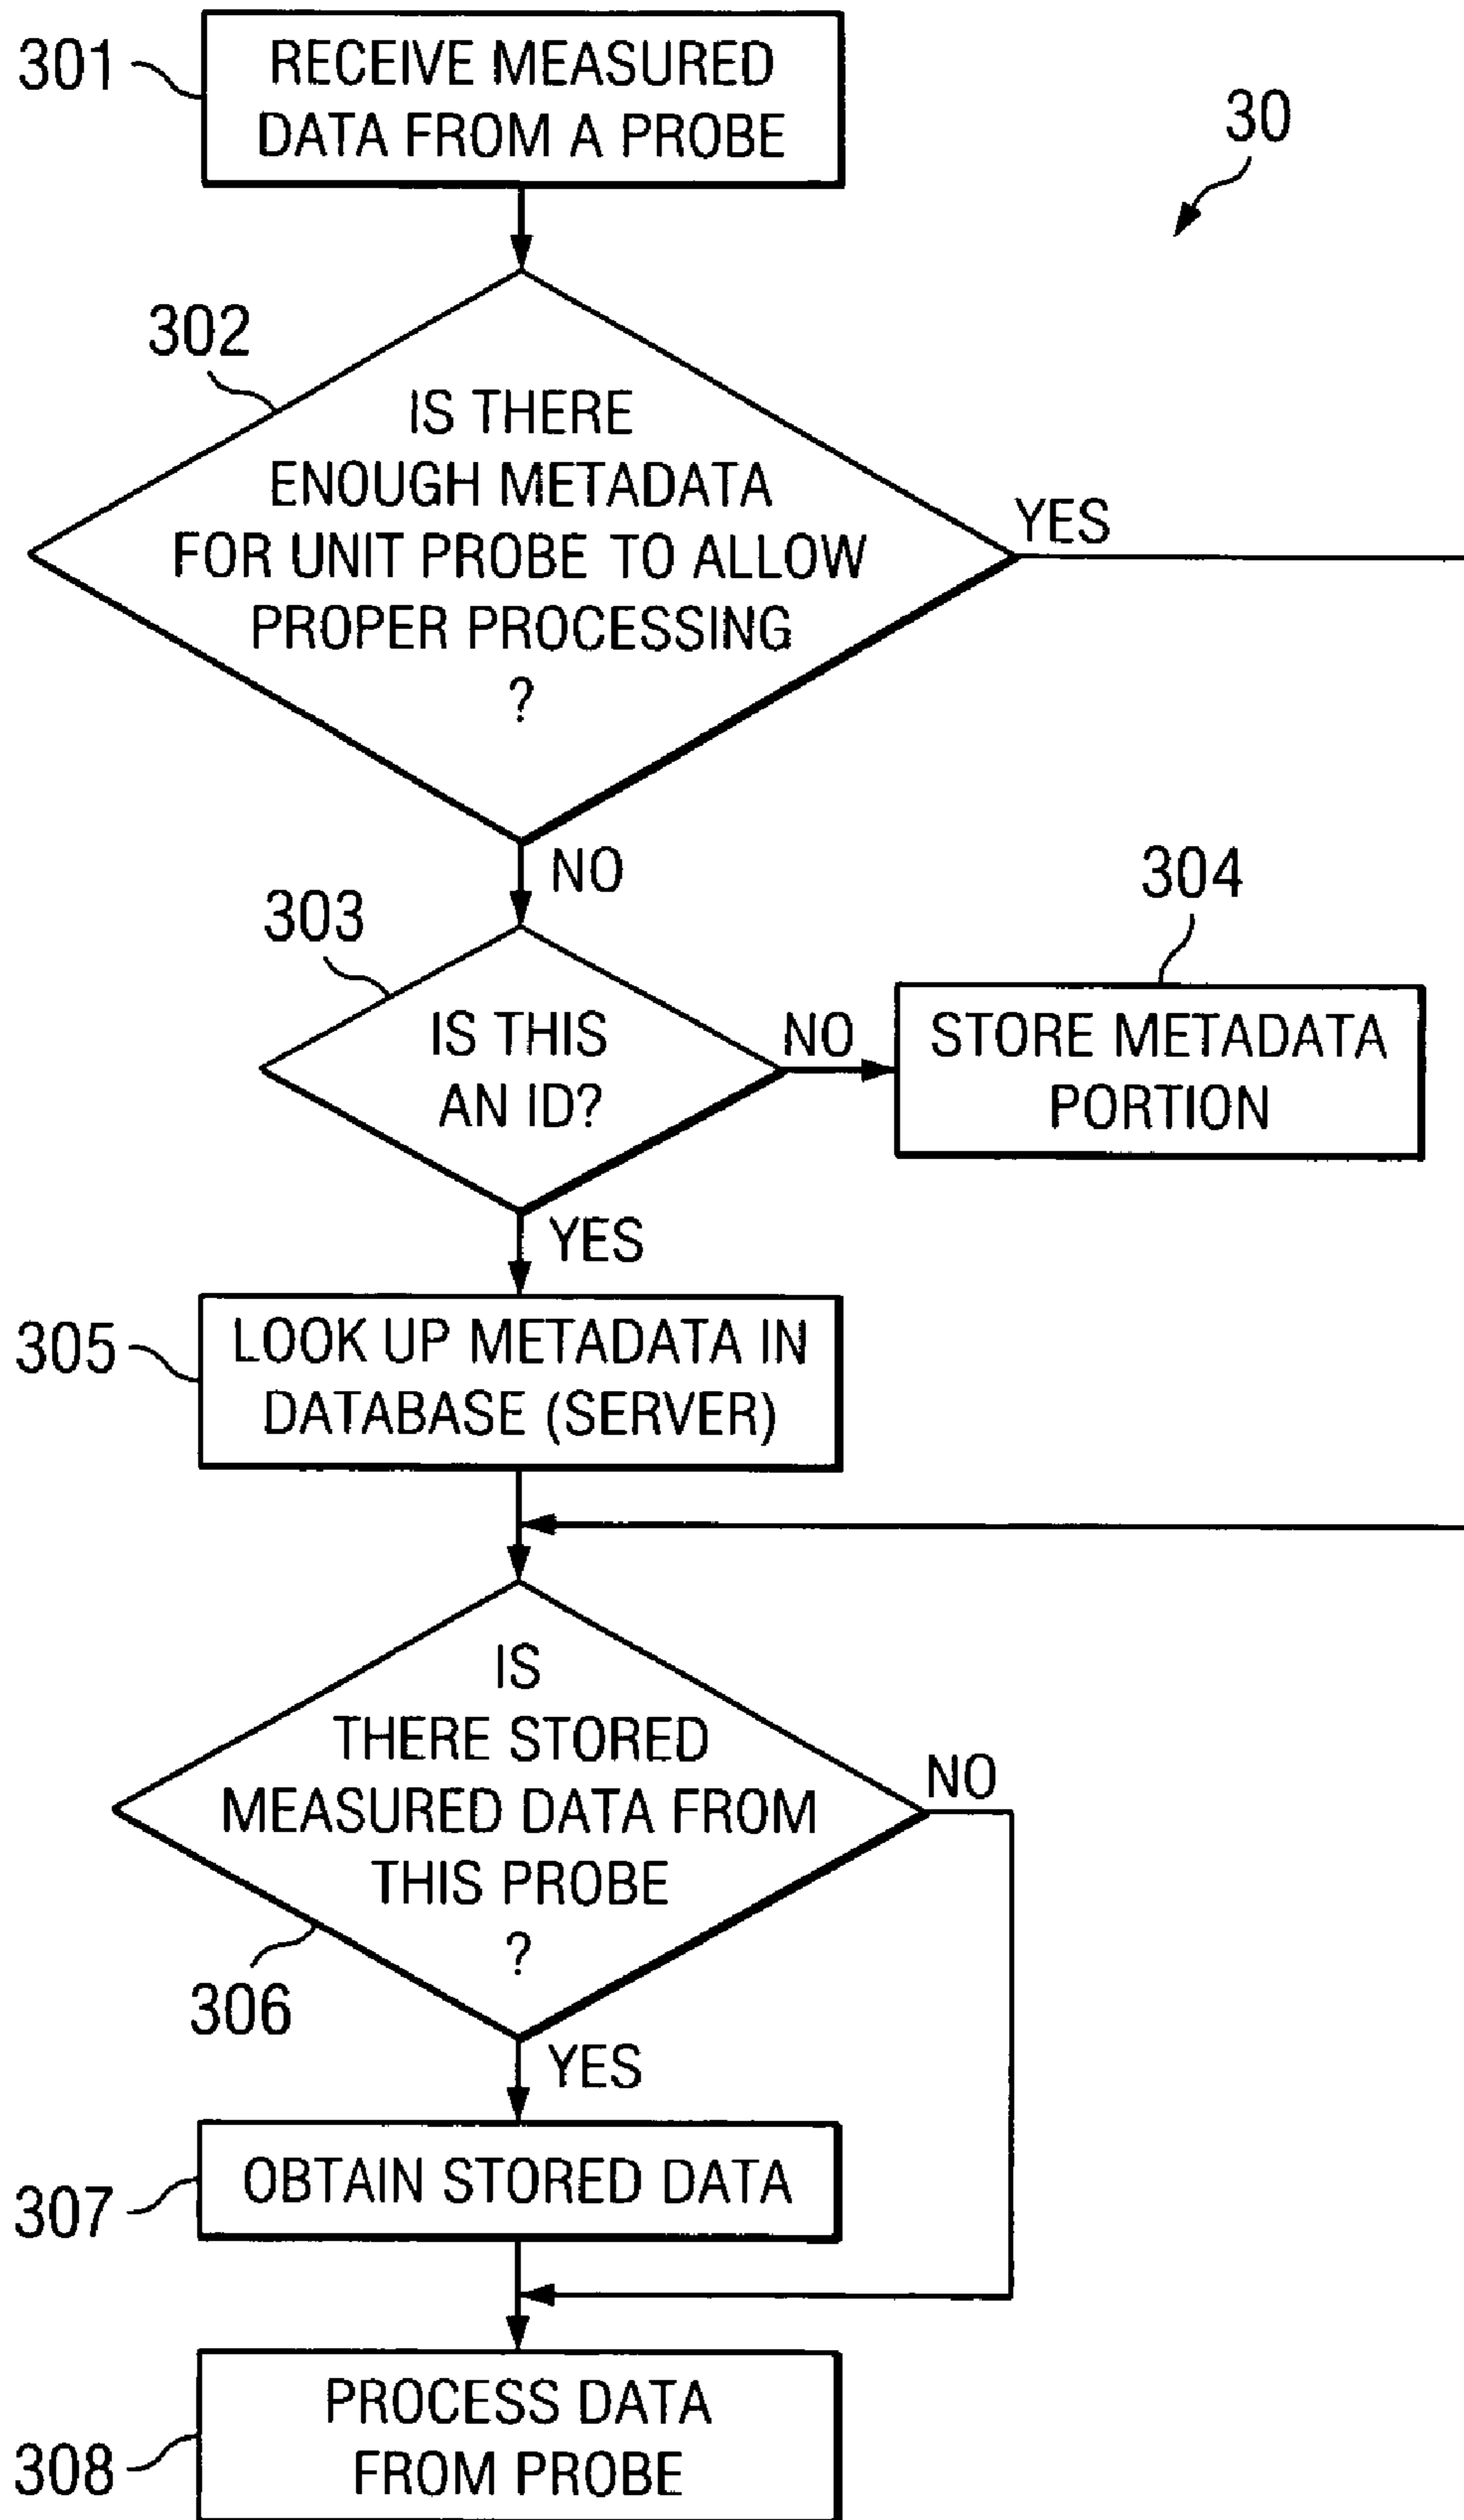 301
RECEIVE MEASURED
DATA FROM A PROBE
30
302
IS THERE
ENOUGH METADATA
FOR UNIT PROBE TO ALLOW
PROPER PROCESSING
?
YES
NO
303
IS THIS
AN ID?
NO
304
STORE METADATA
PORTION
YES
305
LOOK UP METADATA IN
DATABASE (SERVER)
IS
THERE STORED
MEASURED DATA FROM
THIS PROBE
?
NO
306
YES
307
OBTAIN STORED DATA
308
PROCESS DATA
FROM PROBE